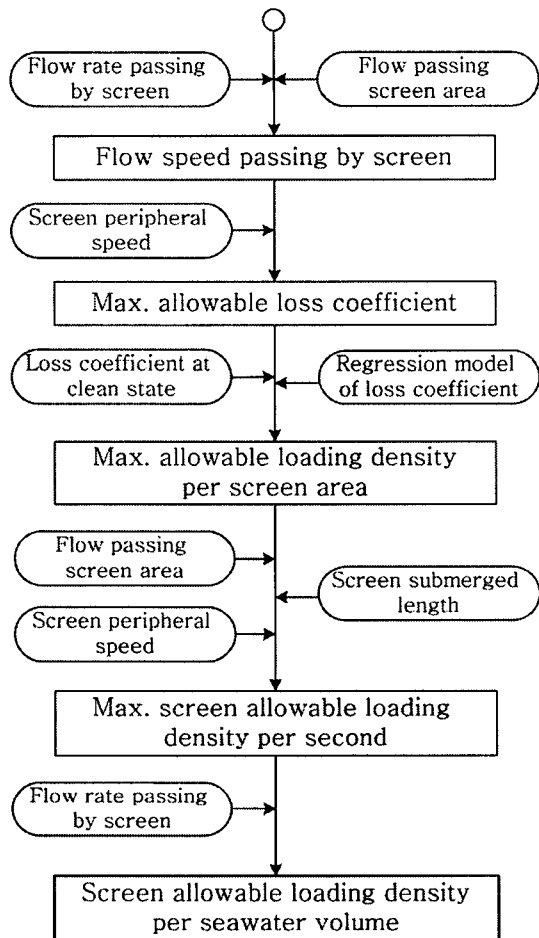 Flow rate passing
by screen
Flow passing
screen area
Flow speed passing by screen
Screen peripheral
speed
Max. allowable loss coefficient
Loss coefficient at
clean state
Regression model
of loss coefficient
Max. allowable loading density
per screen area
Flow passing
screen area
Screen submerged
length
Screen peripheral
speed
Max. screen allowable loading
density per second
Flow rate passing
by screen
Screen allowable loading density
per seawater volume